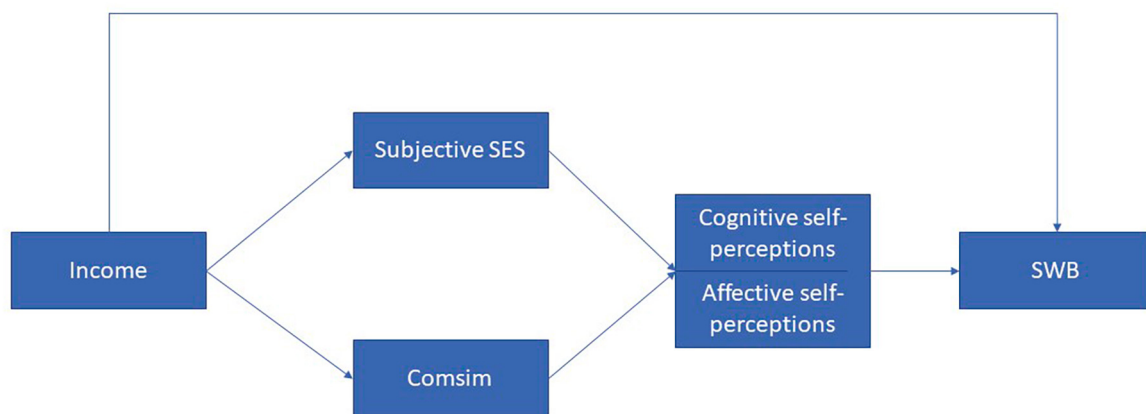 Subjective SES
Income
Cognitive self-
perceptions
Affective self-
perceptions
SWB
Comsim